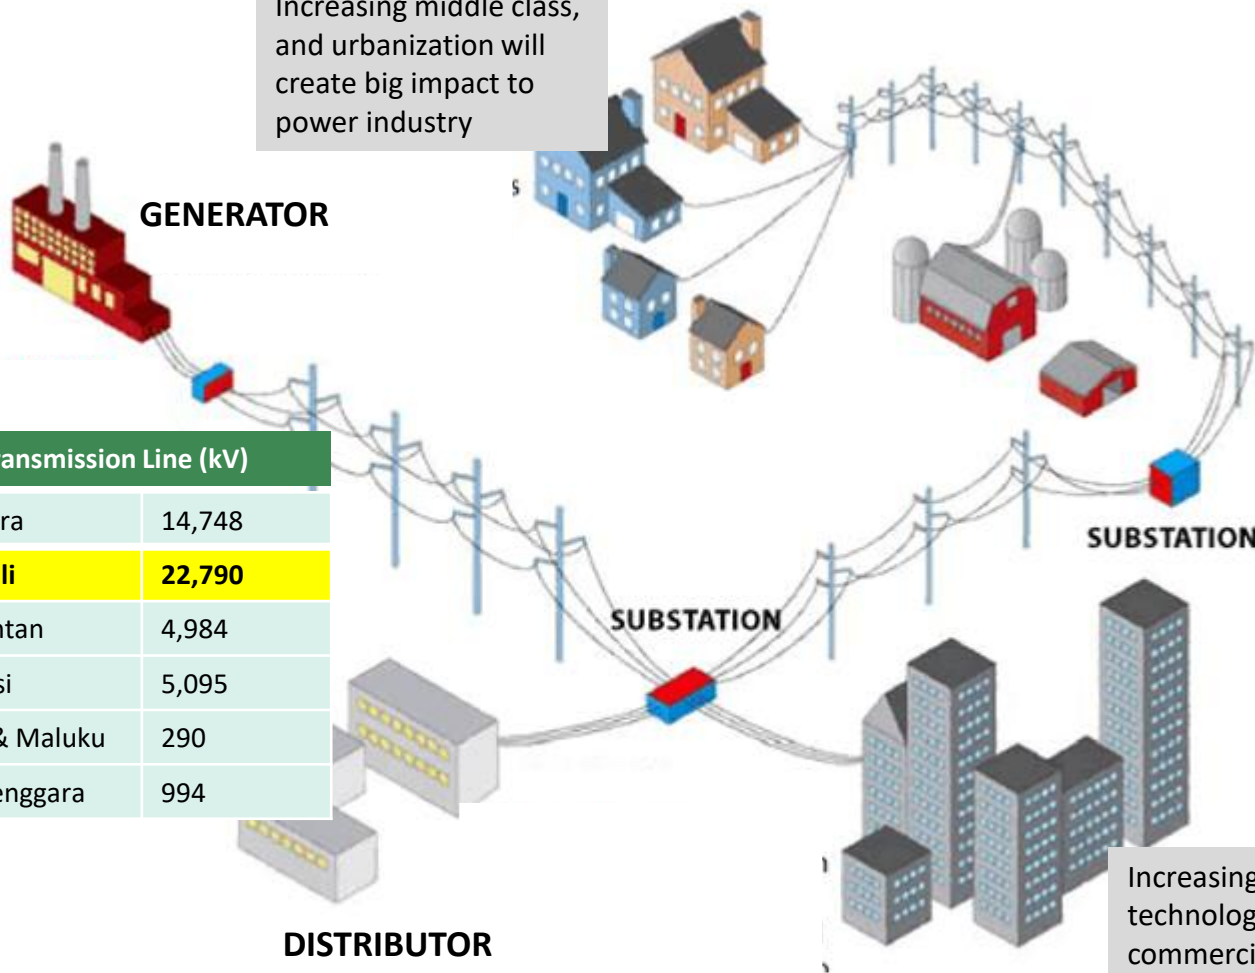 Increasing middle class,
and urbanization will
create big impact to
power industry
GENERATOR
s
ransmission Line (kV)
ra 14,748
li 22,790
ntan 4,984
si 5,095
& Maluku 290
enggara 994
SUBSTATION
SUBSTATION
DISTRIBUTOR
Increasing
technolog
commerci